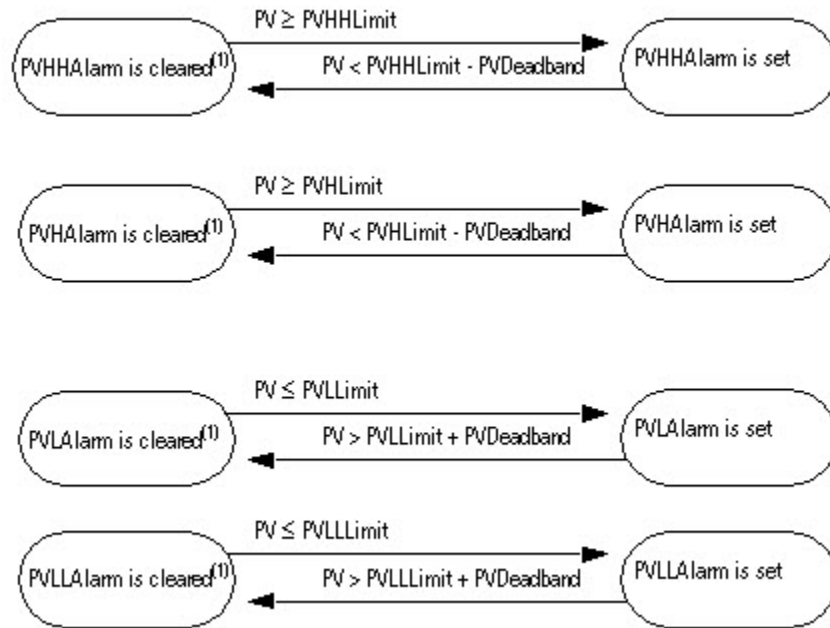 PV ≥ PVHHLimit
PVHHAlarm is cleared(1)
PVHHAlarm is set
PV < PVHHLimit - PVDeadband
PV ≥ PVHLimit
PVHAlarm is cleared(1)
PVHAlarm is set
PV < PVHLimit - PVDeadband
PV ≤ PVLLimit
PVLAlarm is cleared(1)
PVLAlarm is set
PV > PVLLimit + PVDeadband
PV ≤ PVLLLimit
PVLLAlarm is cleared(1)
PVLLAlarm is set
PV > PVLLLimit + PVDeadband